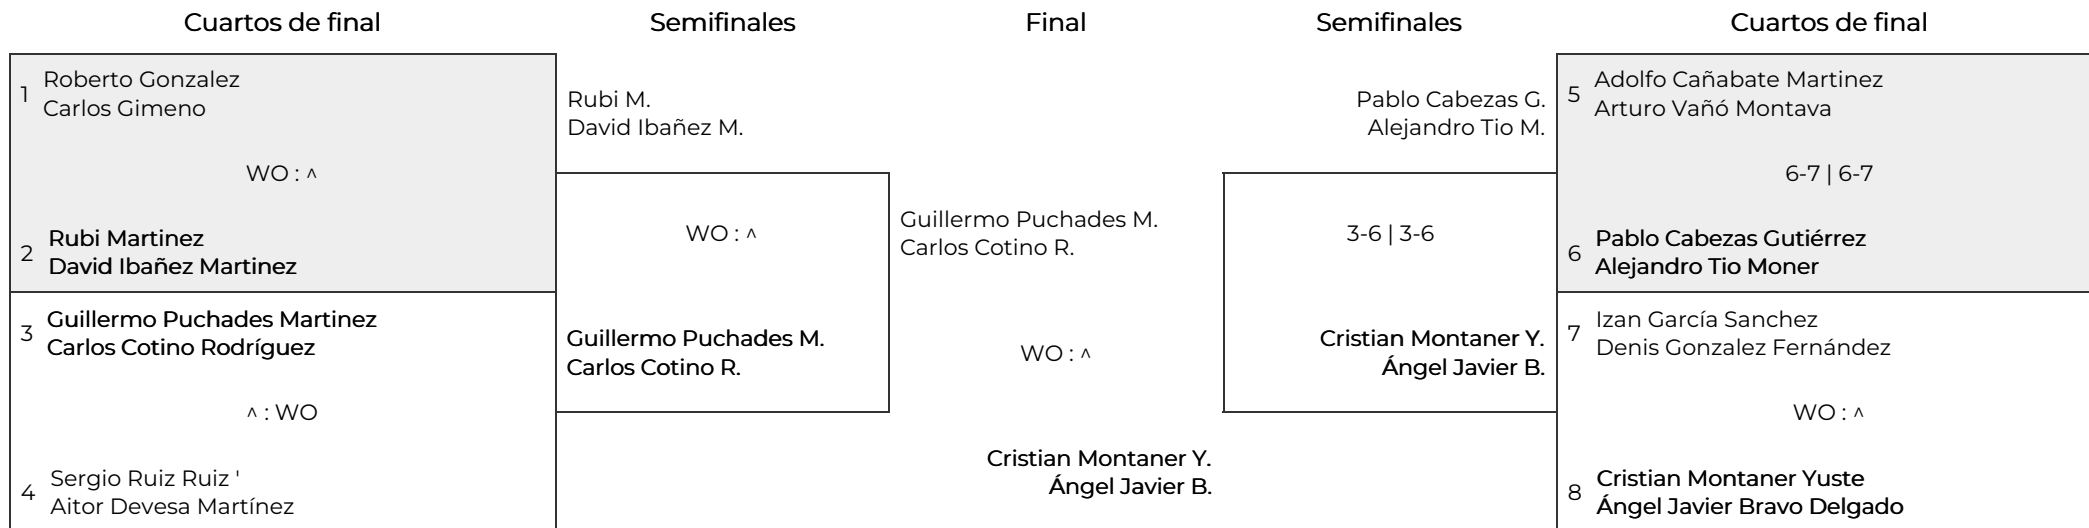 Cuartos de final
Semifinales
Final
Semifinales
Cuartos de final
1
Roberto Gonzalez
Carlos Gimeno
WO : ^
2
Rubi Martinez
David Ibañez Martinez
3
Guillermo Puchades Martinez
Carlos Cotino Rodríguez
^ : WO
4
Sergio Ruiz Ruiz '
Aitor Devesa Martínez
Rubi M.
David Ibañez M.
WO : ^
Guillermo Puchades M.
Carlos Cotino R.
Guillermo Puchades M.
Carlos Cotino R.
WO : ^
Cristian Montaner Y.
Ángel Javier B.
Pablo Cabezas G.
Alejandro Tio M.
3-6 | 3-6
Cristian Montaner Y.
Ángel Javier B.
5
Adolfo Cañabate Martinez
Arturo Vañó Montava
6-7 | 6-7
6
Pablo Cabezas Gutiérrez
Alejandro Tio Moner
7
Izan García Sanchez
Denis Gonzalez Fernández
WO : ^
8
Cristian Montaner Yuste
Ángel Javier Bravo Delgado